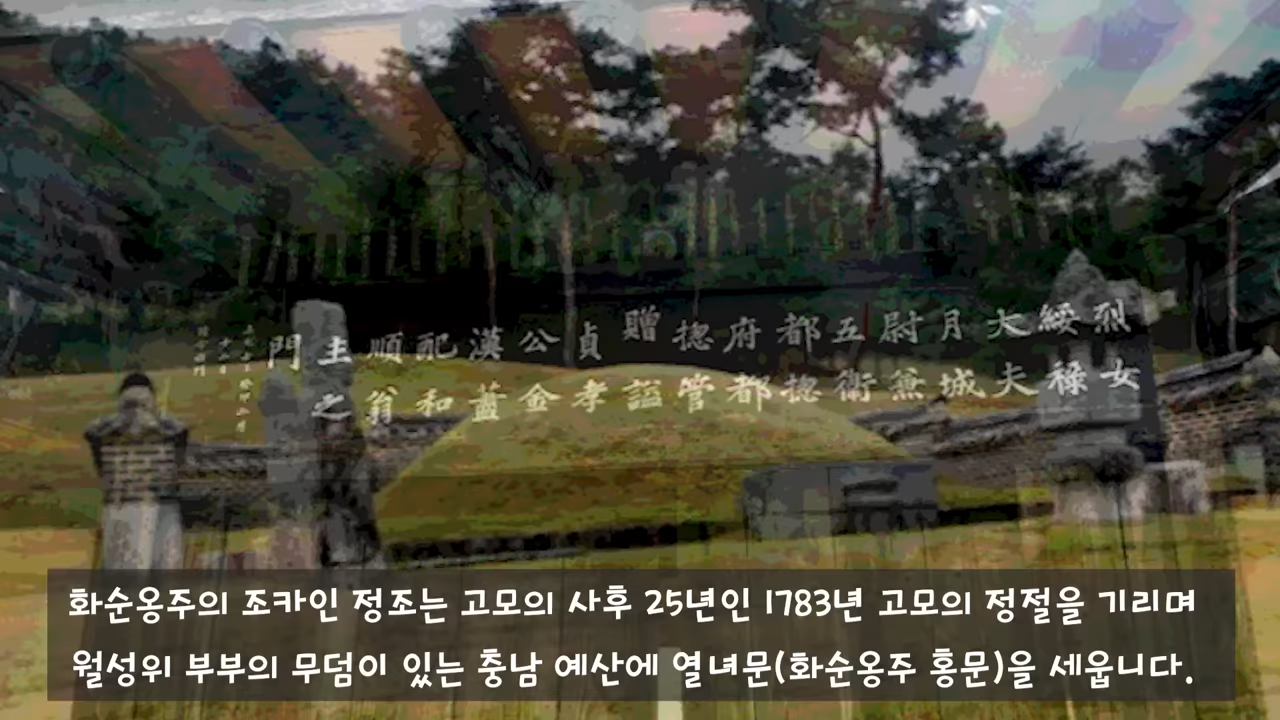 烈女綏祿大夫月城尉兼五衛都摠府都摠管贈謚貞孝公金漢藎配和順翁主之門
화순옹주의 조카인 정조는 고모의 사후 25년인 1783년 고모의 정절을 기리며
월성위 부부의 무덤이 있는 충남 예산에 열녀문(화순옹주 홍문)을 세웁니다.